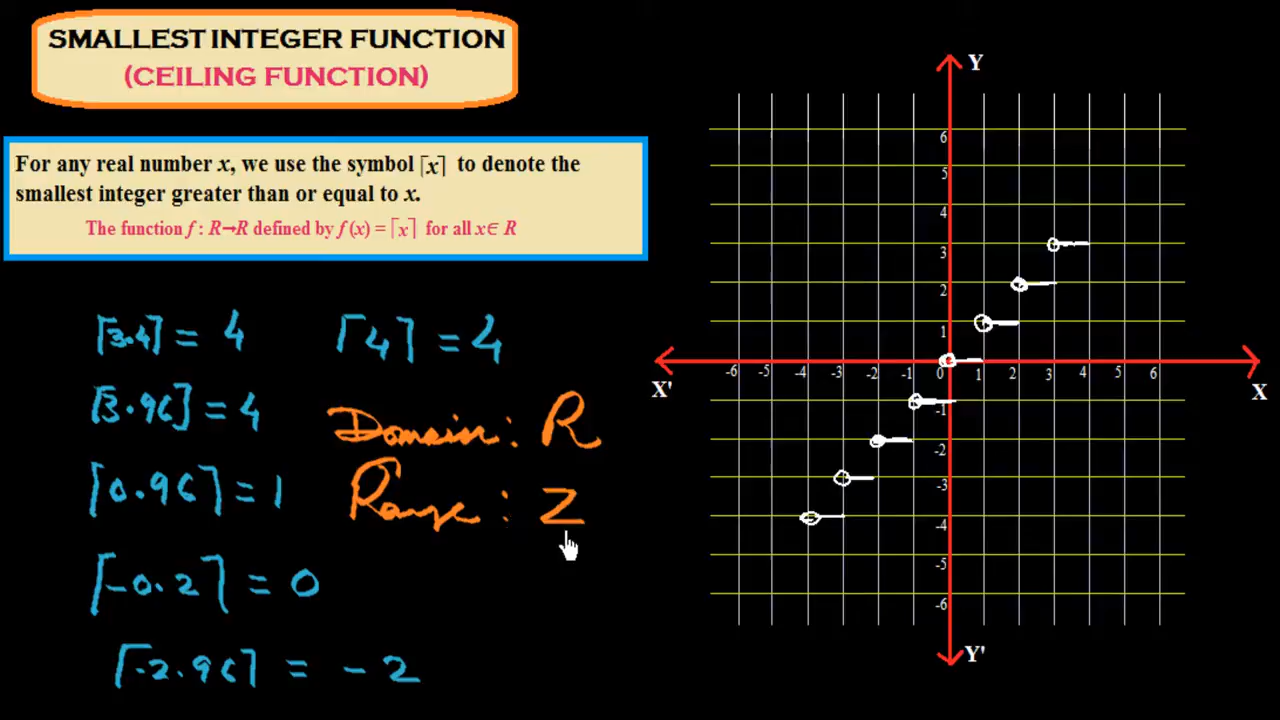 SMALLEST INTEGER FUNCTION
(CEILING FUNCTION)
For any real number x, we use the symbol ⌈x⌉ to denote the
smallest integer greater than or equal to x.
The function f : R→R defined by f (x) = ⌈x⌉ for all x∈ R
⌈3.4⌉ = 4
⌈4⌉ = 4
⌈3.96⌉ = 4
Domain : R
⌈0.96⌉ = 1
Range : Z
⌈-0.2⌉ = 0
⌈-2.96⌉ = -2
Y
6
5
4
3
2
1
X'
-6 -5 -4 -3 -2 -1 0 1 2 3 4 5 6
X
-1
-2
-3
-4
-5
-6
Y'